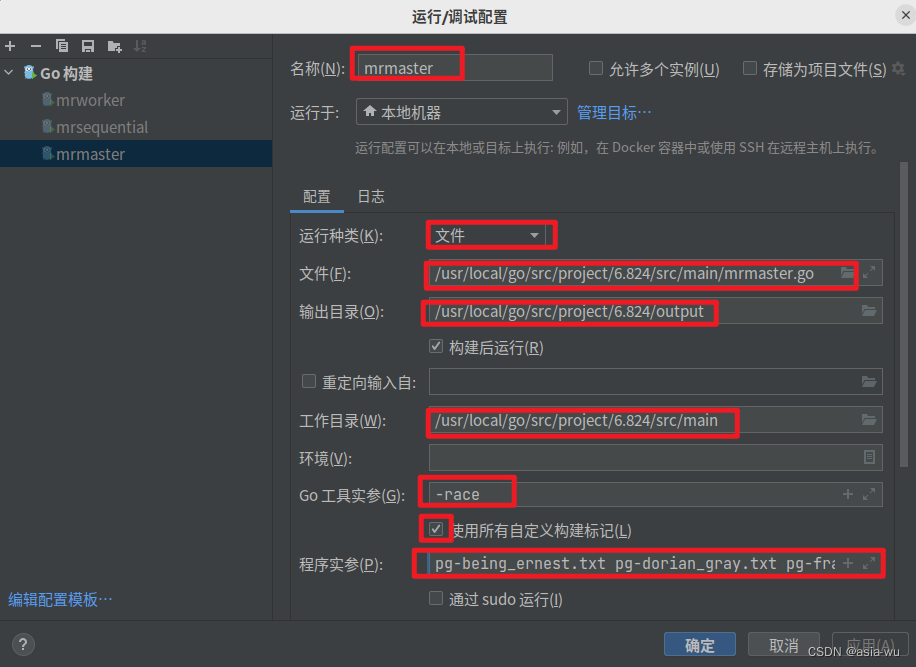 运行/调试配置
Go 构建
mrworker
mrsequential
mrmaster
编辑配置模板…
名称(N): mrmaster 允许多个实例(U) 存储为项目文件(S)
运行于: 本地机器 管理目标…
运行配置可以在本地或目标上执行: 例如，在 Docker 容器中或使用 SSH 在远程主机上执行。
配置 日志
运行种类(K): 文件
文件(F): /usr/local/go/src/project/6.824/src/main/mrmaster.go
输出目录(O): /usr/local/go/src/project/6.824/output
构建后运行(R)
重定向输入自:
工作目录(W): /usr/local/go/src/project/6.824/src/main
环境(V):
Go 工具实参(G): -race
使用所有自定义构建标记(L)
程序实参(P): pg-being_ernest.txt pg-dorian_gray.txt pg-fra
通过 sudo 运行(I)
? 确定 取消 应用(A)
CSDN @asia-wu